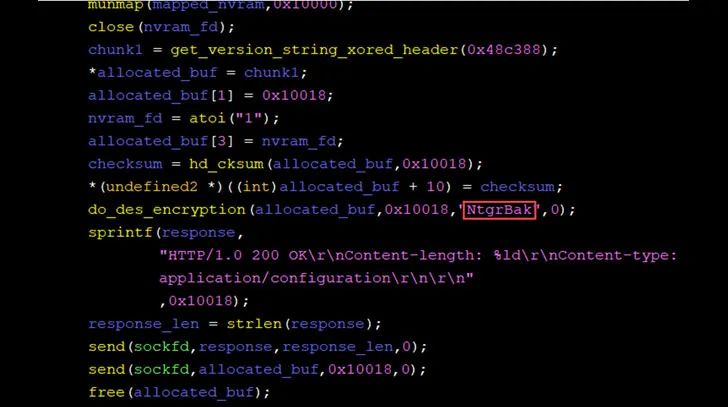 munmap(mapped_nvram,0x10000);
close(nvram_fd);
chunk1 = get_version_string_xored_header(0x48c388);
*allocated_buf = chunk1;
allocated_buf[1] = 0x10018;
nvram_fd = atoi("1");
allocated_buf[3] = nvram_fd;
checksum = hd_cksum(allocated_buf,0x10018);
*(undefined2 *)((int)allocated_buf + 10) = checksum;
do_des_encryption(allocated_buf,0x10018,"NtgrBak",0);
sprintf(response,
"HTTP/1.0 200 OK\r\nContent-length: %ld\r\nContent-type:
application/configuration\r\n\r\n"
,0x10018);
response_len = strlen(response);
send(sockfd,response,response_len,0);
send(sockfd,allocated_buf,0x10018,0);
free(allocated_buf);